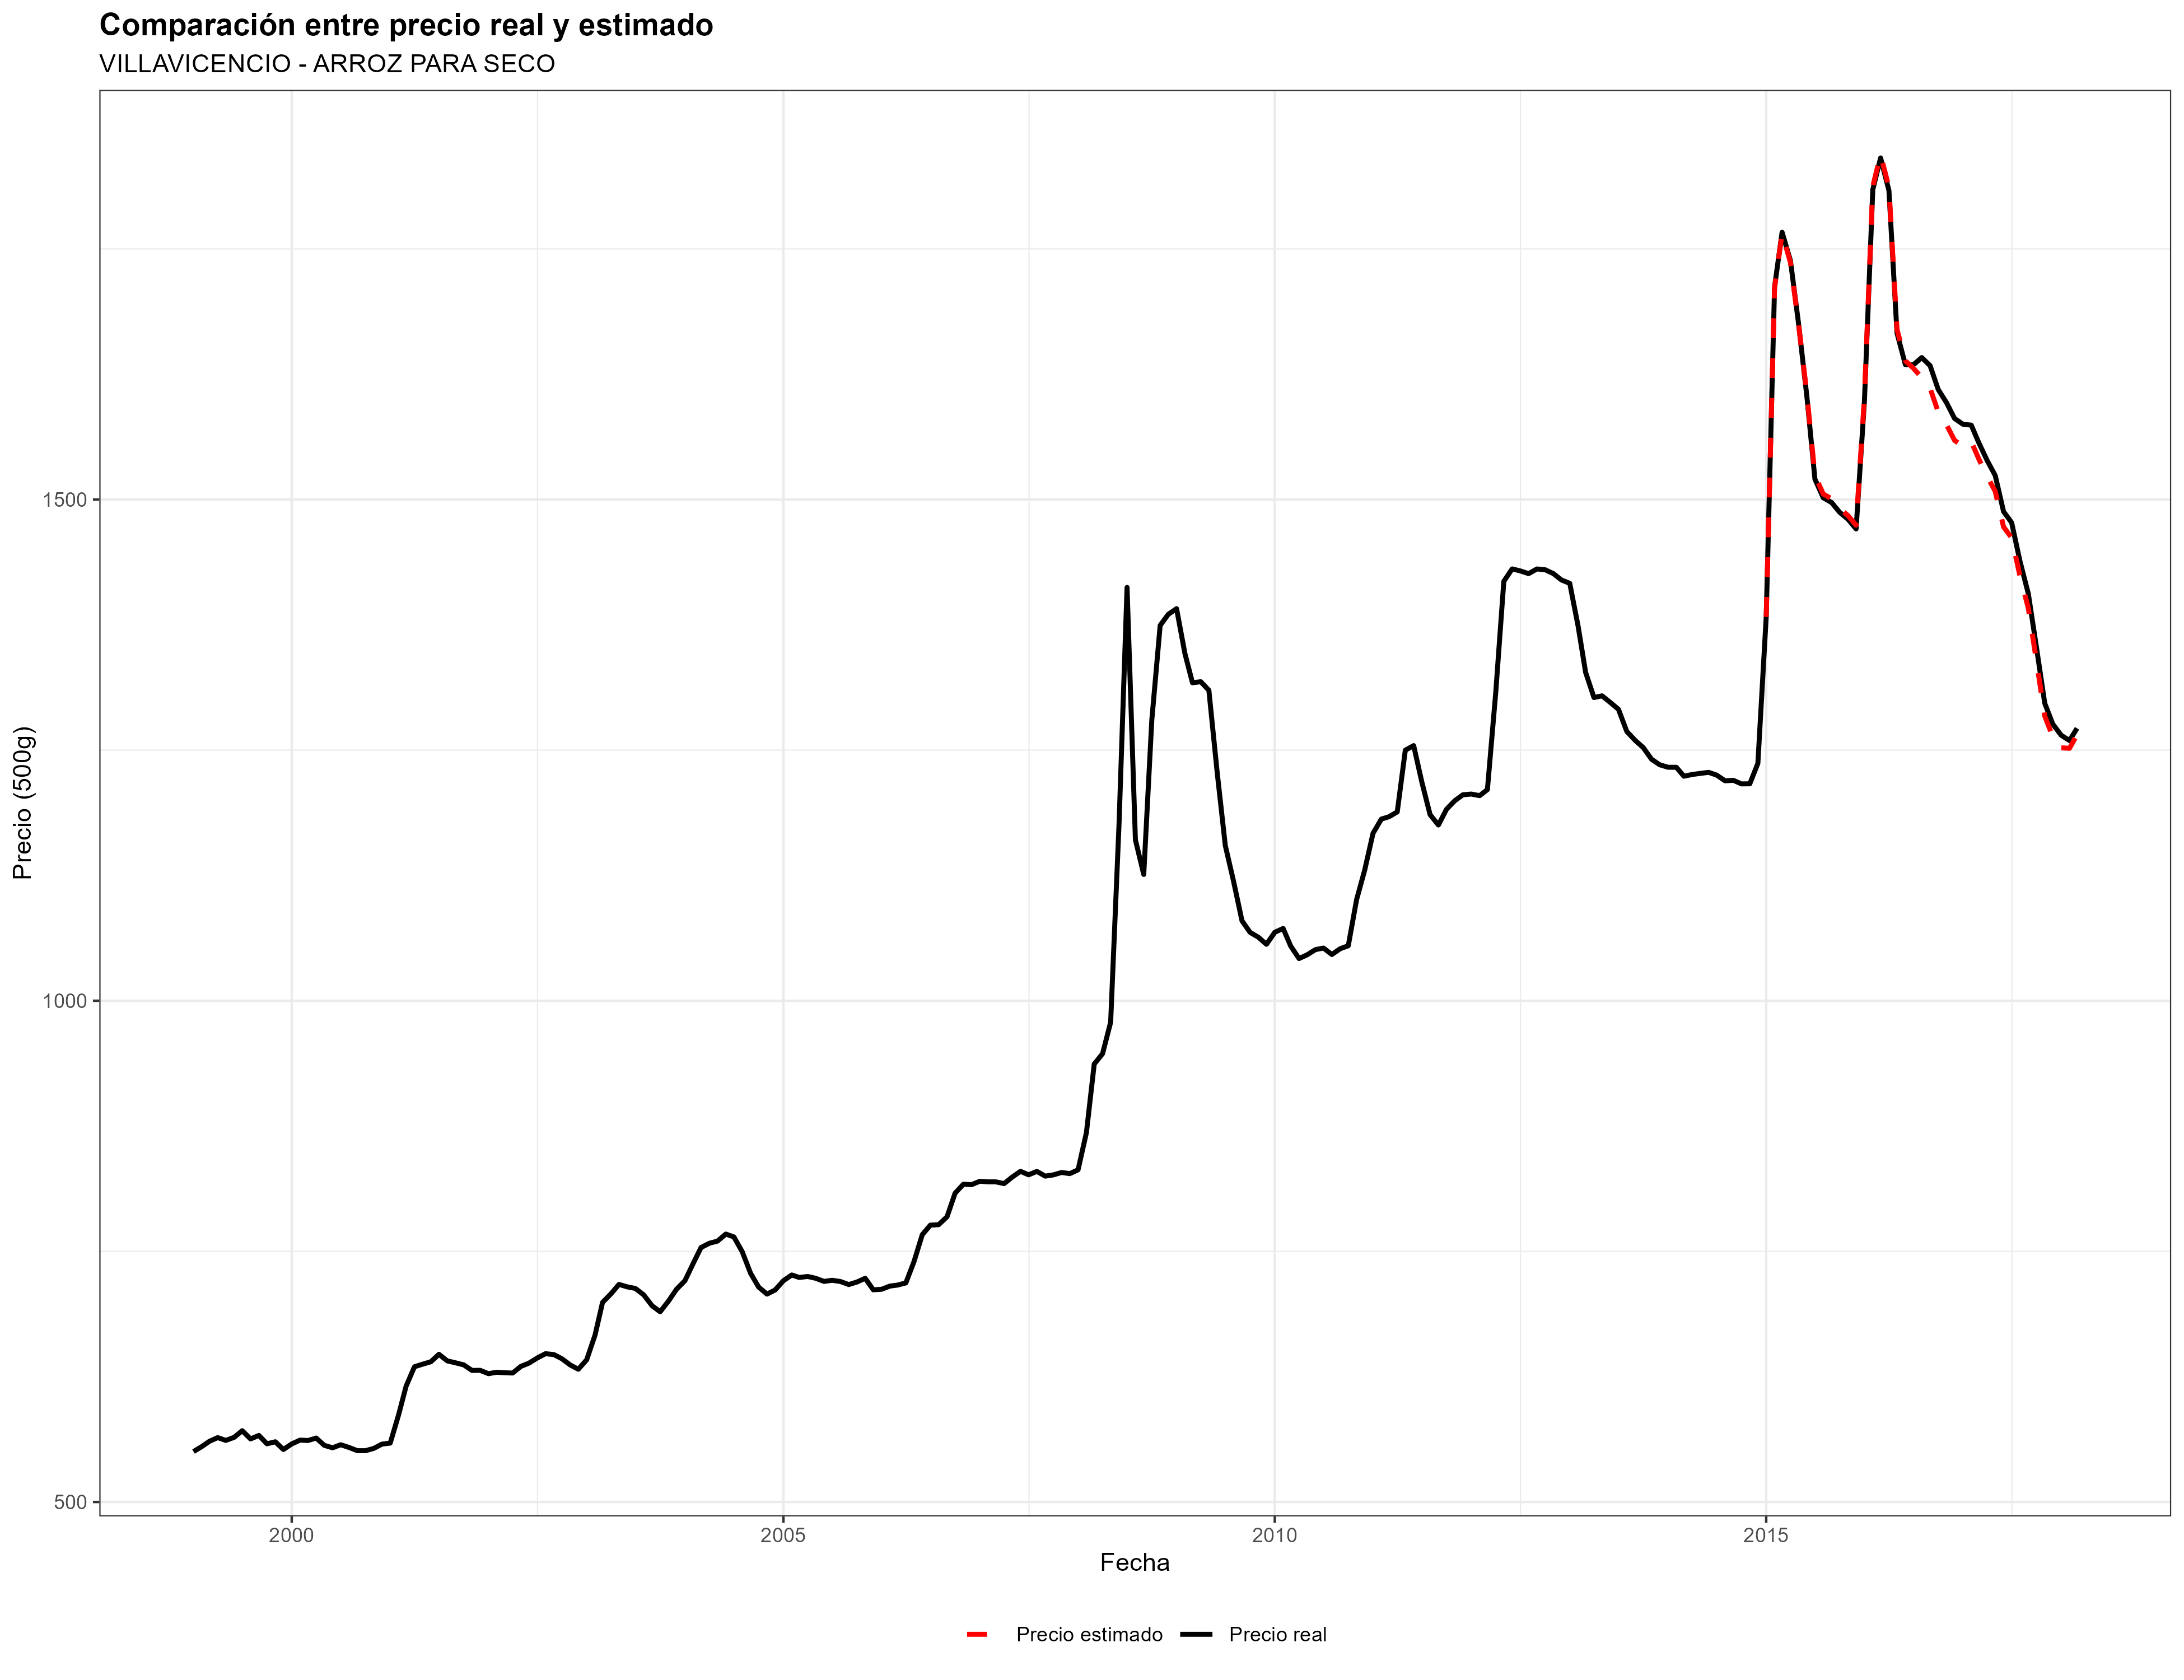 Comparación entre precio real y estimado
VILLAVICENCIO - ARROZ PARA SECO
Precio (500g)
1500
1000
500
2000
2005
2010
2015
Fecha
Precio estimado
Precio real